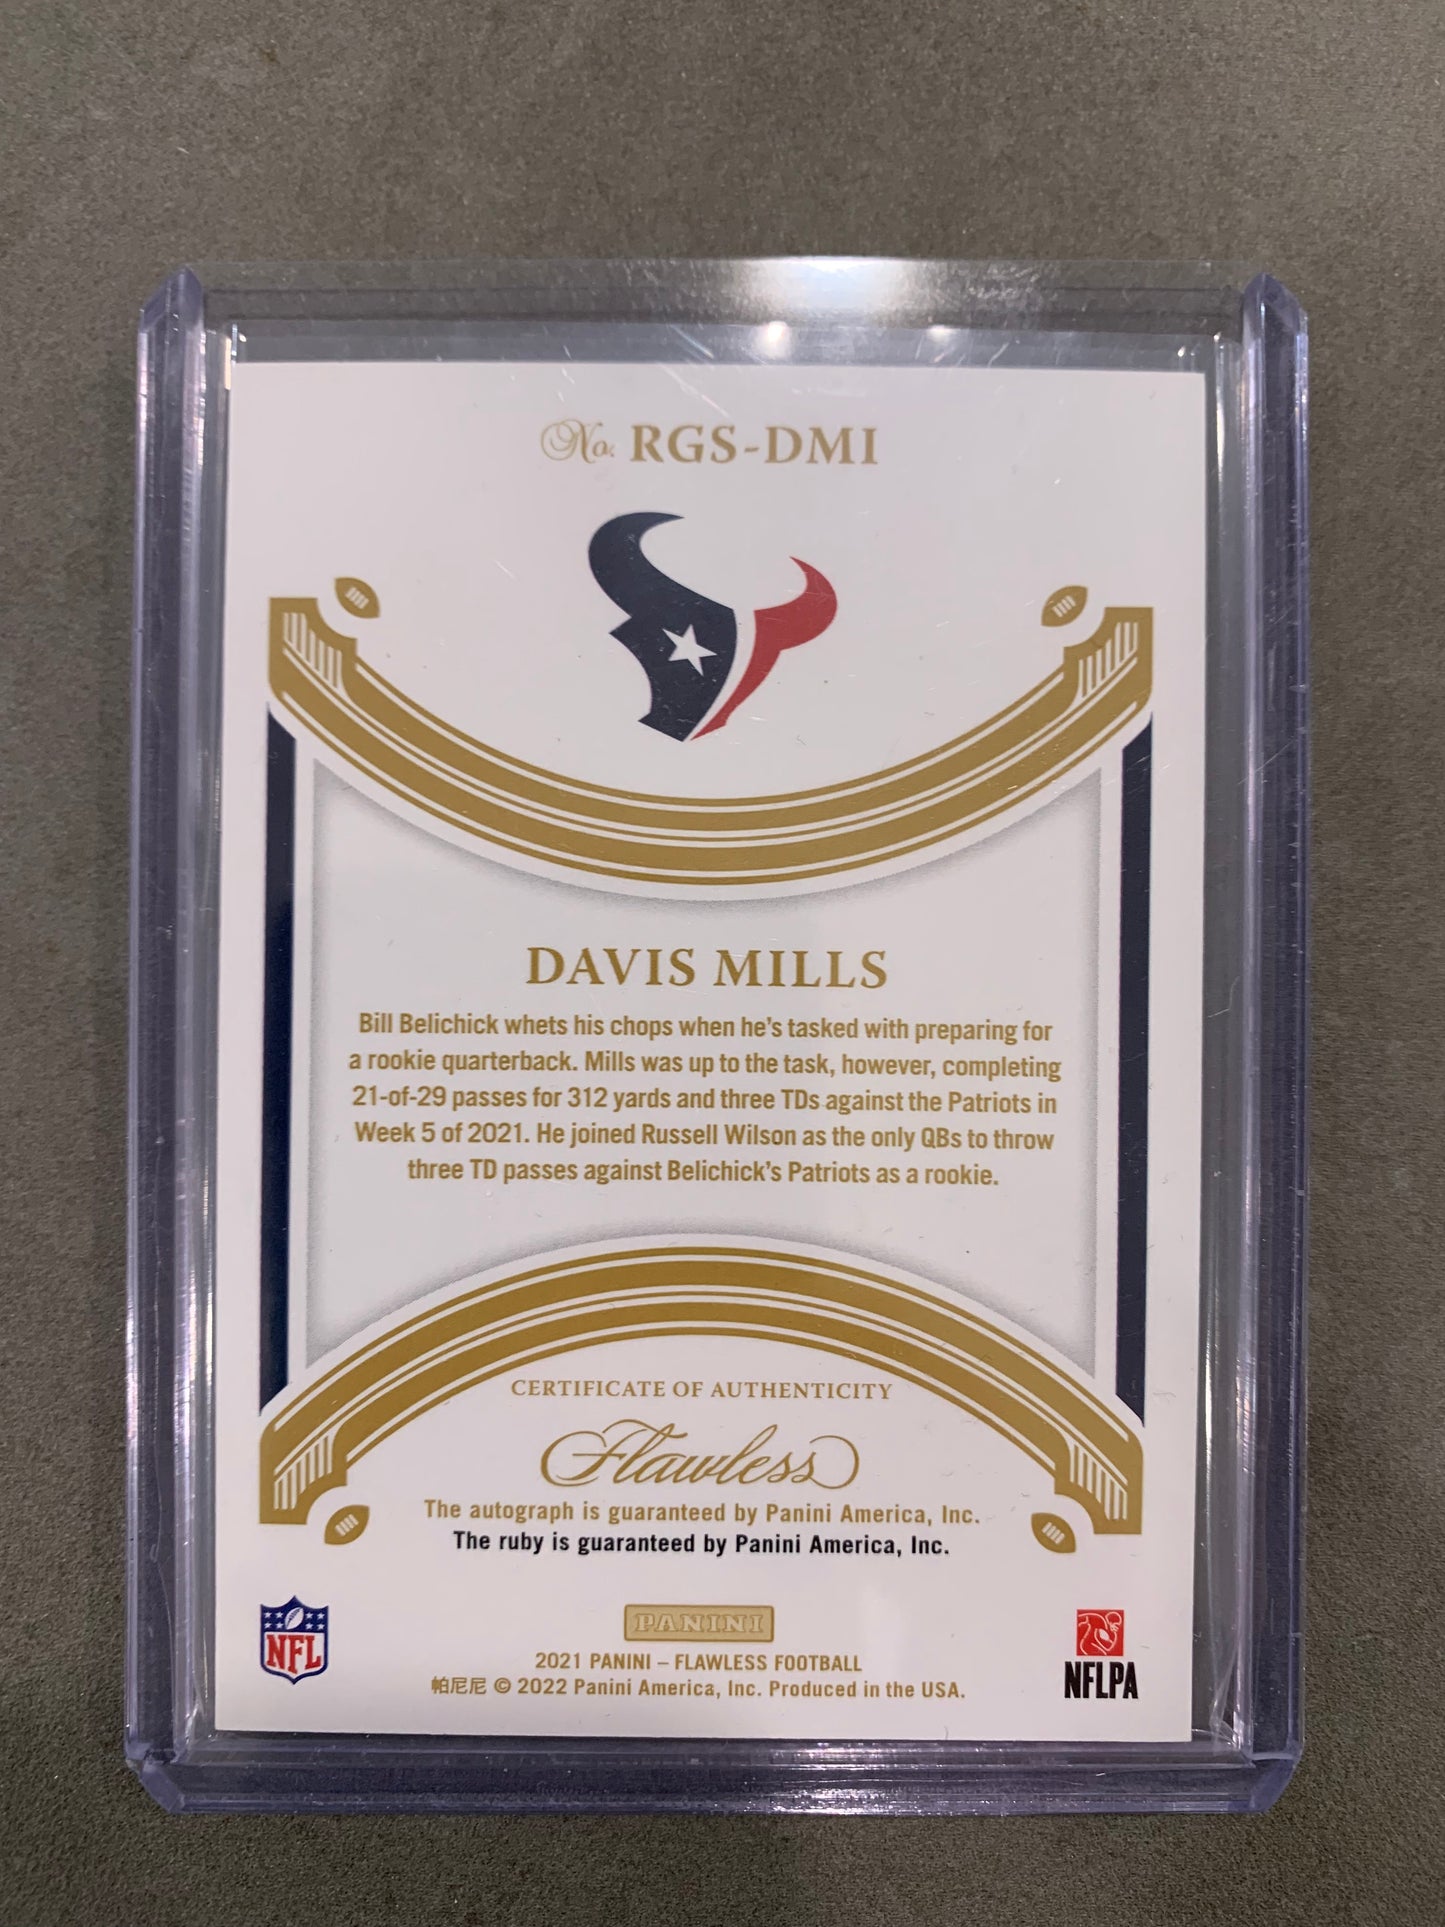 No. RGS-DMI
DAVIS MILLS
Bill Belichick whets his chops when he's tasked with preparing for
a rookie quarterback. Mills was up to the task, however, completing
21-of-29 passes for 312 yards and three TDs against the Patriots in
Week 5 of 2021. He joined Russell Wilson as the only QBs to throw
three TD passes against Belichick's Patriots as a rookie.
CERTIFICATE OF AUTHENTICITY
Flawless
The autograph is guaranteed by Panini America, Inc.
The ruby is guaranteed by Panini America, Inc.
NFL
PANINI
2021 PANINI – FLAWLESS FOOTBALL
帕尼尼 © 2022 Panini America, Inc. Produced in the USA.
NFLPA